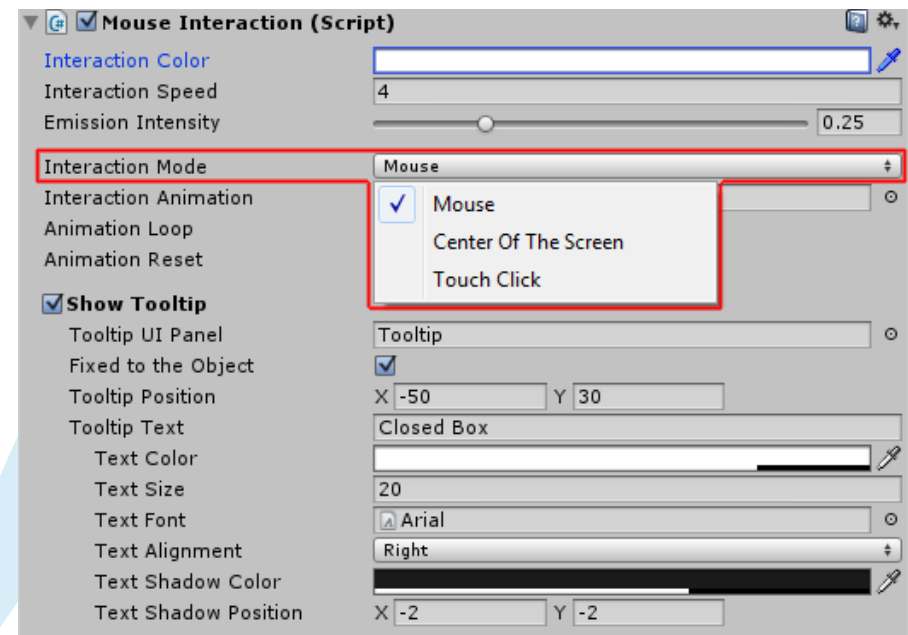 Mouse Interaction (Script)
Interaction Color
Interaction Speed 4
Emission Intensity 0.25
Interaction Mode Mouse
Interaction Animation
Mouse
Animation Loop
Center Of The Screen
Animation Reset
Touch Click
Show Tooltip
Tooltip UI Panel Tooltip
Fixed to the Object
Tooltip Position X -50 Y 30
Tooltip Text Closed Box
Text Color
Text Size 20
Text Font Arial
Text Alignment Right
Text Shadow Color
Text Shadow Position X -2 Y -2